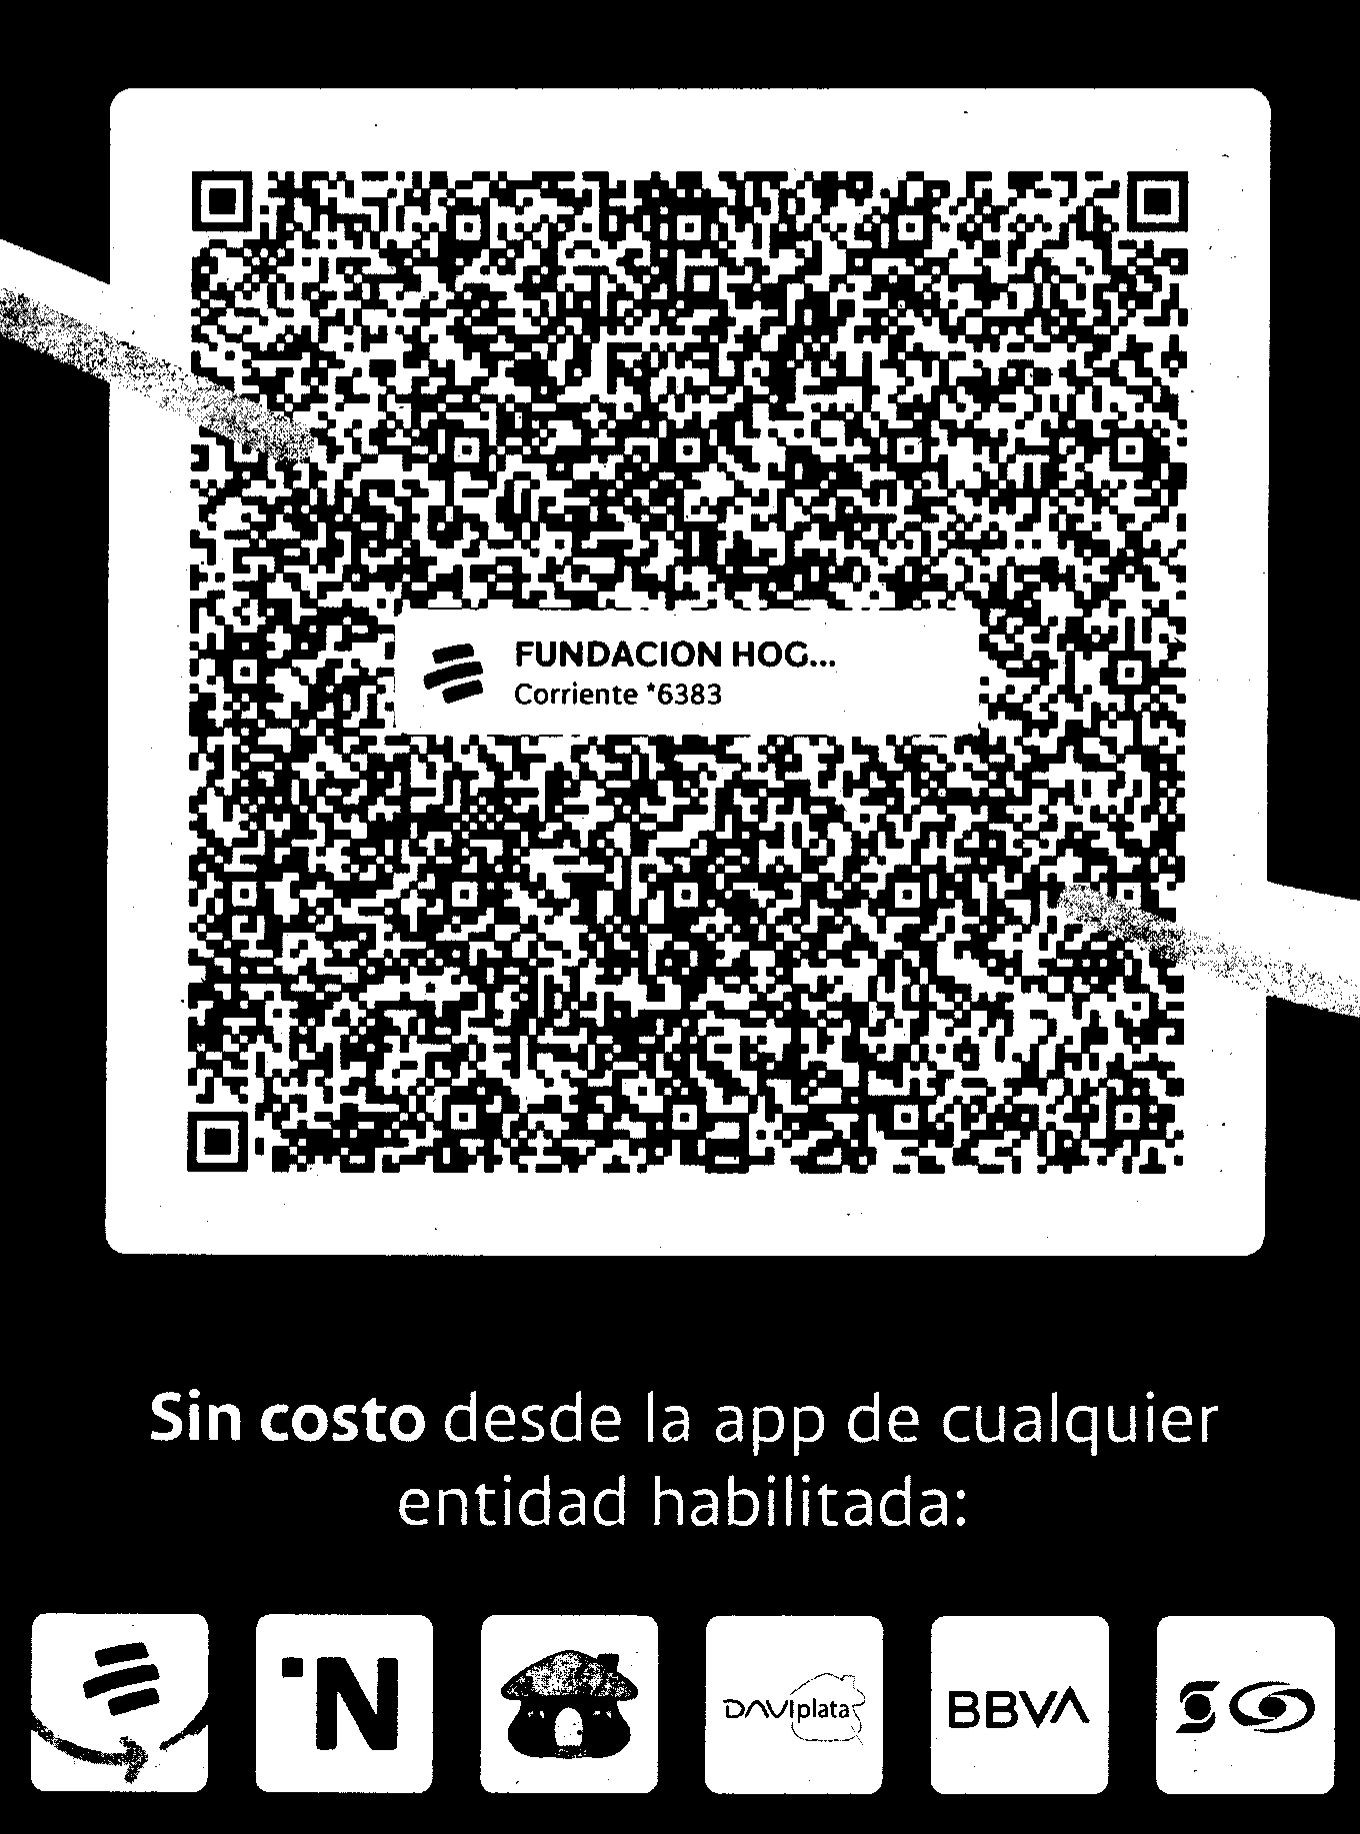 FUNDACION HOG...
Corriente *6383
Sin costo desde la app de cualquier
entidad habilitada:
N
DAVIplata
BBVA